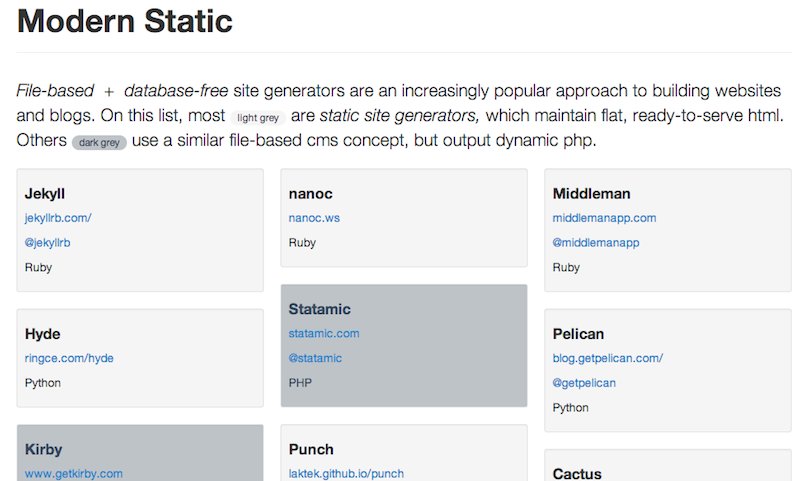 Modern Static
File-based + database-free site generators are an increasingly popular approach to building websites
and blogs. On this list, most light grey are static site generators, which maintain flat, ready-to-serve html.
Others dark grey use a similar file-based cms concept, but output dynamic php.
Jekyll
jekyllrb.com/
@jekyllrb
Ruby
Hyde
ringce.com/hyde
Python
Kirby
www.getkirby.com
nanoc
nanoc.ws
Ruby
Statamic
statamic.com
@statamic
PHP
Punch
laktek.github.io/punch
Middleman
middlemanapp.com
@middlemanapp
Ruby
Pelican
blog.getpelican.com/
@getpelican
Python
Cactus